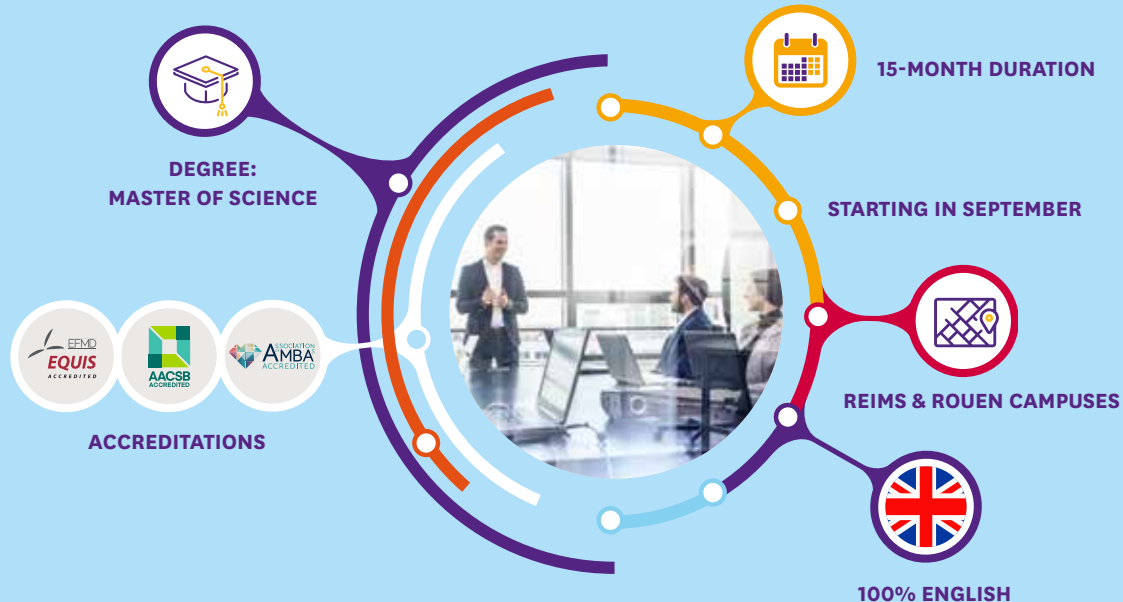 DEGREE:
MASTER OF SCIENCE
EFMD
EQUIS
ACCREDITED
AACSB
ACCREDITED
ASSOCIATION
AMBA
ACCREDITED
ACCREDITATIONS
15-MONTH DURATION
STARTING IN SEPTEMBER
REIMS & ROUEN CAMPUSES
100% ENGLISH